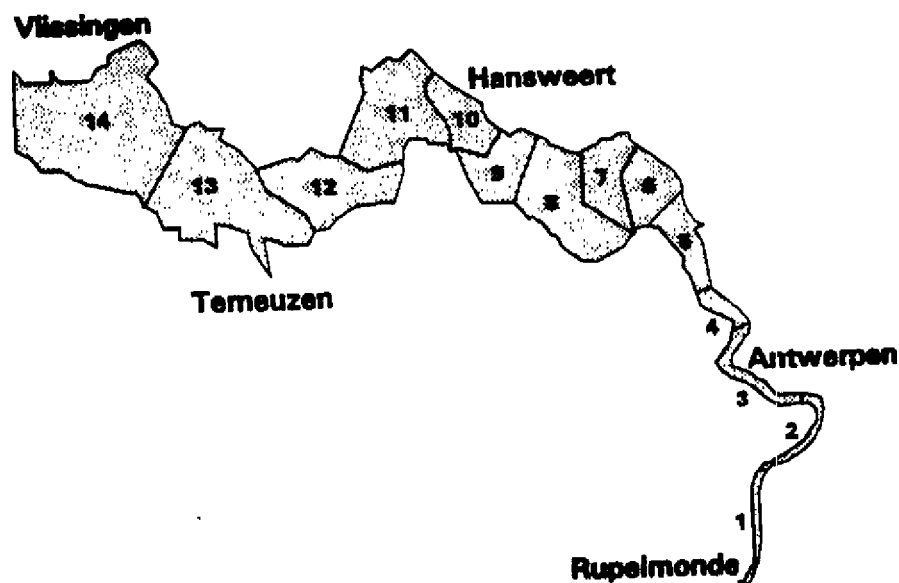 Vlissingen
Hansweert
14
11
10
13
12
9
8
7
6
5
Terneuzen
4
Antwerpen
3
2
1
Rupelmonde